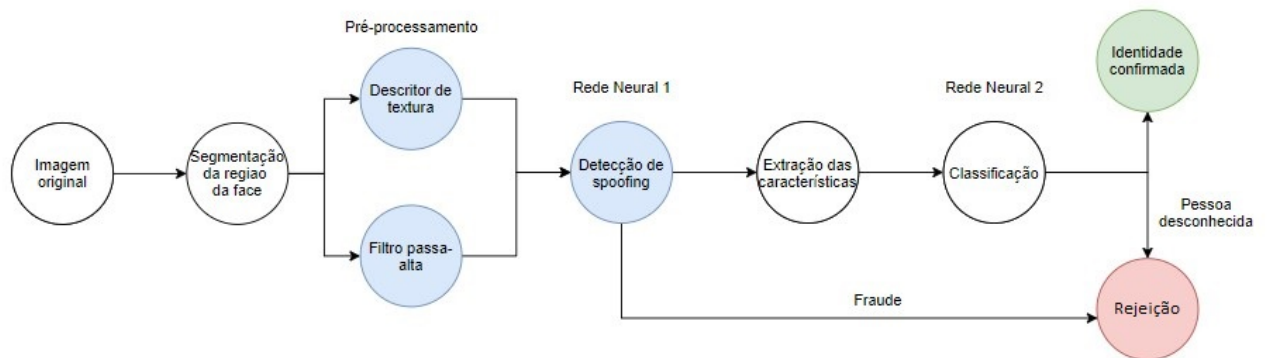 Pré-processamento
Identidade
confirmada
Descritor de
textura
Rede Neural 1
Rede Neural 2
Imagem
original
Segmentação
da região
da face
Detecção de
spoofing
Extração das
características
Classificação
Pessoa
desconhecida
Filtro passa-
alta
Fraude
Rejeição